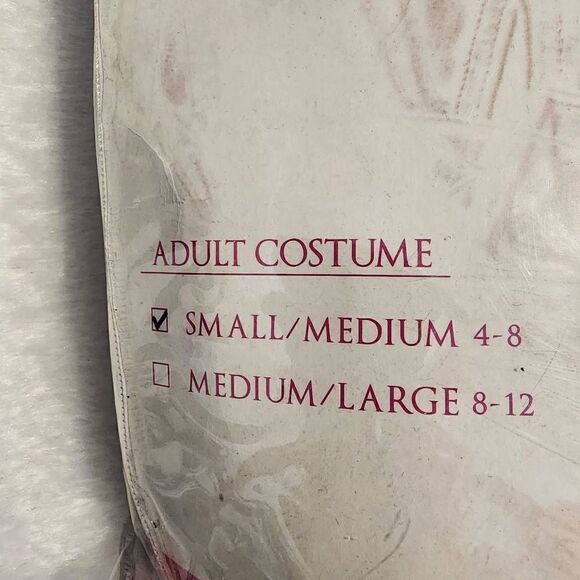 ADULT COSTUME
SMALL/MEDIUM 4-8
MEDIUM/LARGE 8-12